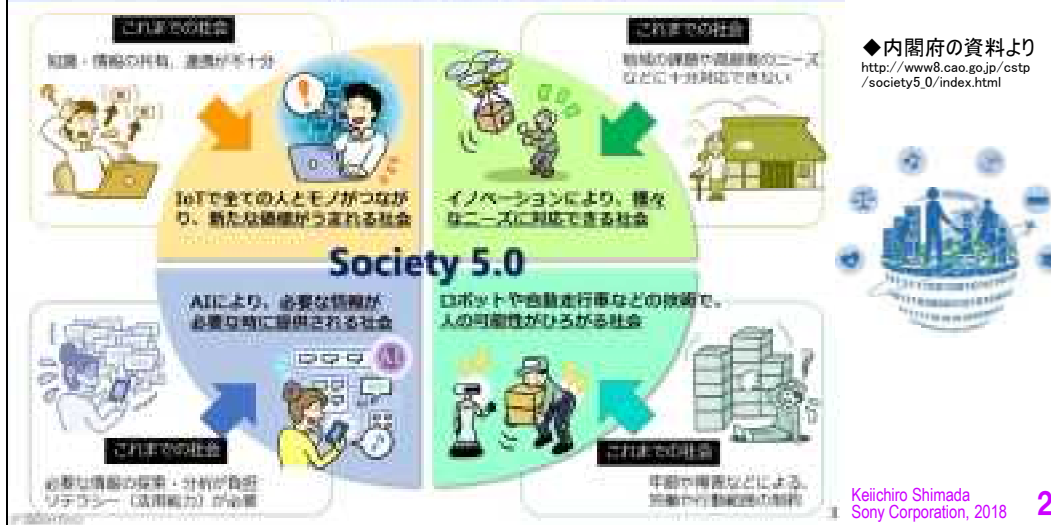 これまでの社会
知識・情報の共有、連携が不十分
これまでの社会
地域の課題や高齢者のニーズ
などに十分対応できない
IoTで全ての人とモノがつなが
り、新たな価値がうまれる社会
イノベーションにより、様々
なニーズに対応できる社会
Society 5.0
AIにより、必要な情報が
必要な時に提供される社会
ロボットや自動走行車などの技術で、
人の可能性がひろがる社会
AI
これまでの社会
必要な情報の探索・分析が負担
リテラシー（活用能力）が必要
これまでの社会
年齢や障害などによる、
労働や行動範囲の制約
◆内閣府の資料より
http://www8.cao.go.jp/cstp
/society5_0/index.html
Keiichiro Shimada
Sony Corporation, 2018
2